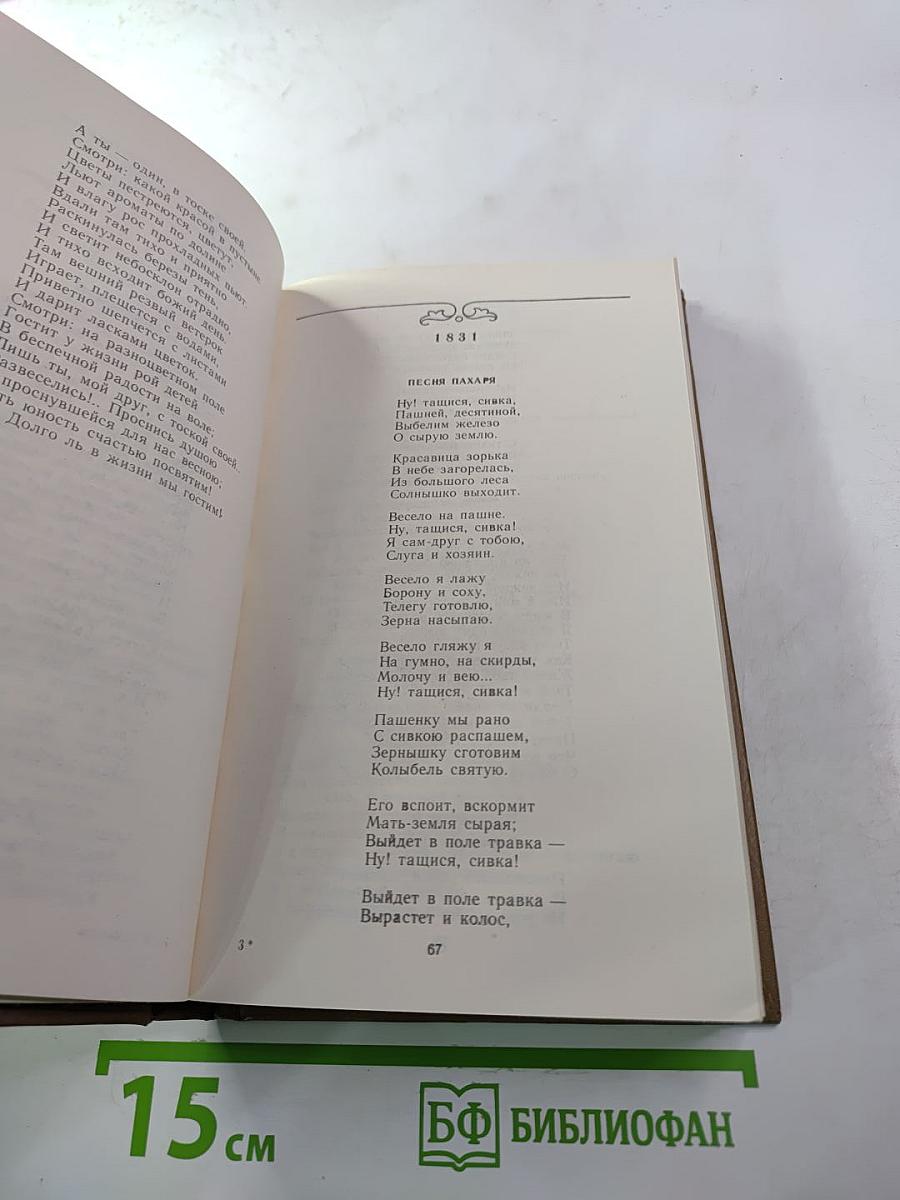 А ты — один, в тоске своей.
Смотри: какой красой в пустыне
Цветы пестреются, цветут,
Льют ароматы по долине
И влагу рос прохладных пьют.
Вдали там тихо и приятно
Раскинулась березы тень,
И светит небосклон отрадно,
И тихо всходит божий день.
Там вешний резвый ветерок
Играет, плещется с водами,
Приветно шепчется с листами
И дарит ласками цветок.
Смотри: на разноцветном поле
Гостит у жизни рой детей
В беспечной радости на воле;
Лишь ты, мой друг, с тоской своей..
азвеселись!.. Проснись душою
проснувшейся для нас весною;
ть юность счастью посвятим!
Долго ль в жизни мы гостим!
1831
ПЕСНЯ ПАХАРЯ
Ну! тащися, сивка,
Пашней, десятиной,
Выбелим железо
О сырую землю.
Красавица зорька
В небе загорелась,
Из большого леса
Солнышко выходит.
Весело на пашне.
Ну, тащися, сивка!
Я сам-друг с тобою,
Слуга и хозяин.
Весело я лажу
Борону и соху,
Телегу готовлю,
Зерна насыпаю.
Весело гляжу я
На гумно, на скирды,
Молочу и вею...
Ну! тащися, сивка!
Пашенку мы рано
С сивкою распашем,
Зернышку сготовим
Колыбель святую.
Его вспоит, вскормит
Мать-земля сырая;
Выйдет в поле травка —
Ну! тащися, сивка!
Выйдет в поле травка —
Вырастет и колос,
3*
67
15 см
БФ БИБЛИОФАН